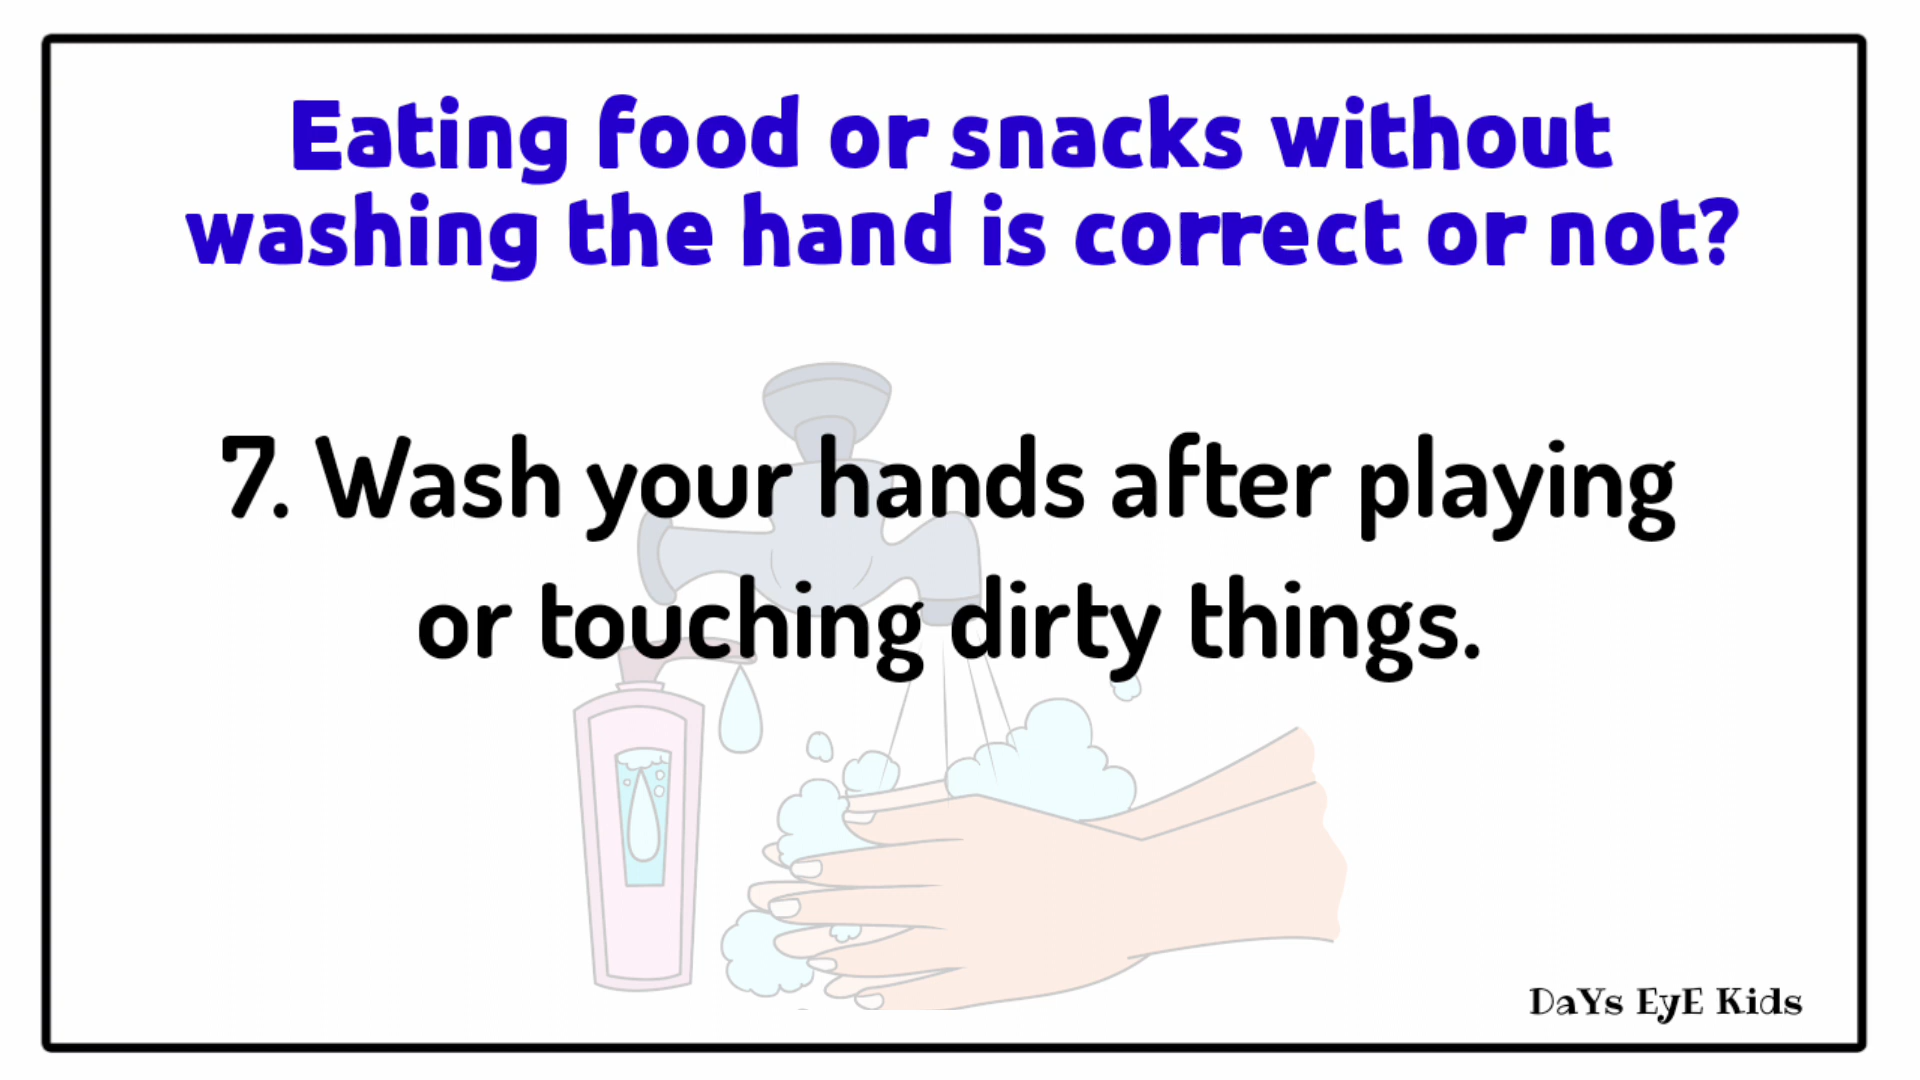 Eating food or snacks without
washing the hand is correct or not?
7. Wash your hands after playing
or touching dirty things.
DaYs EyE Kids